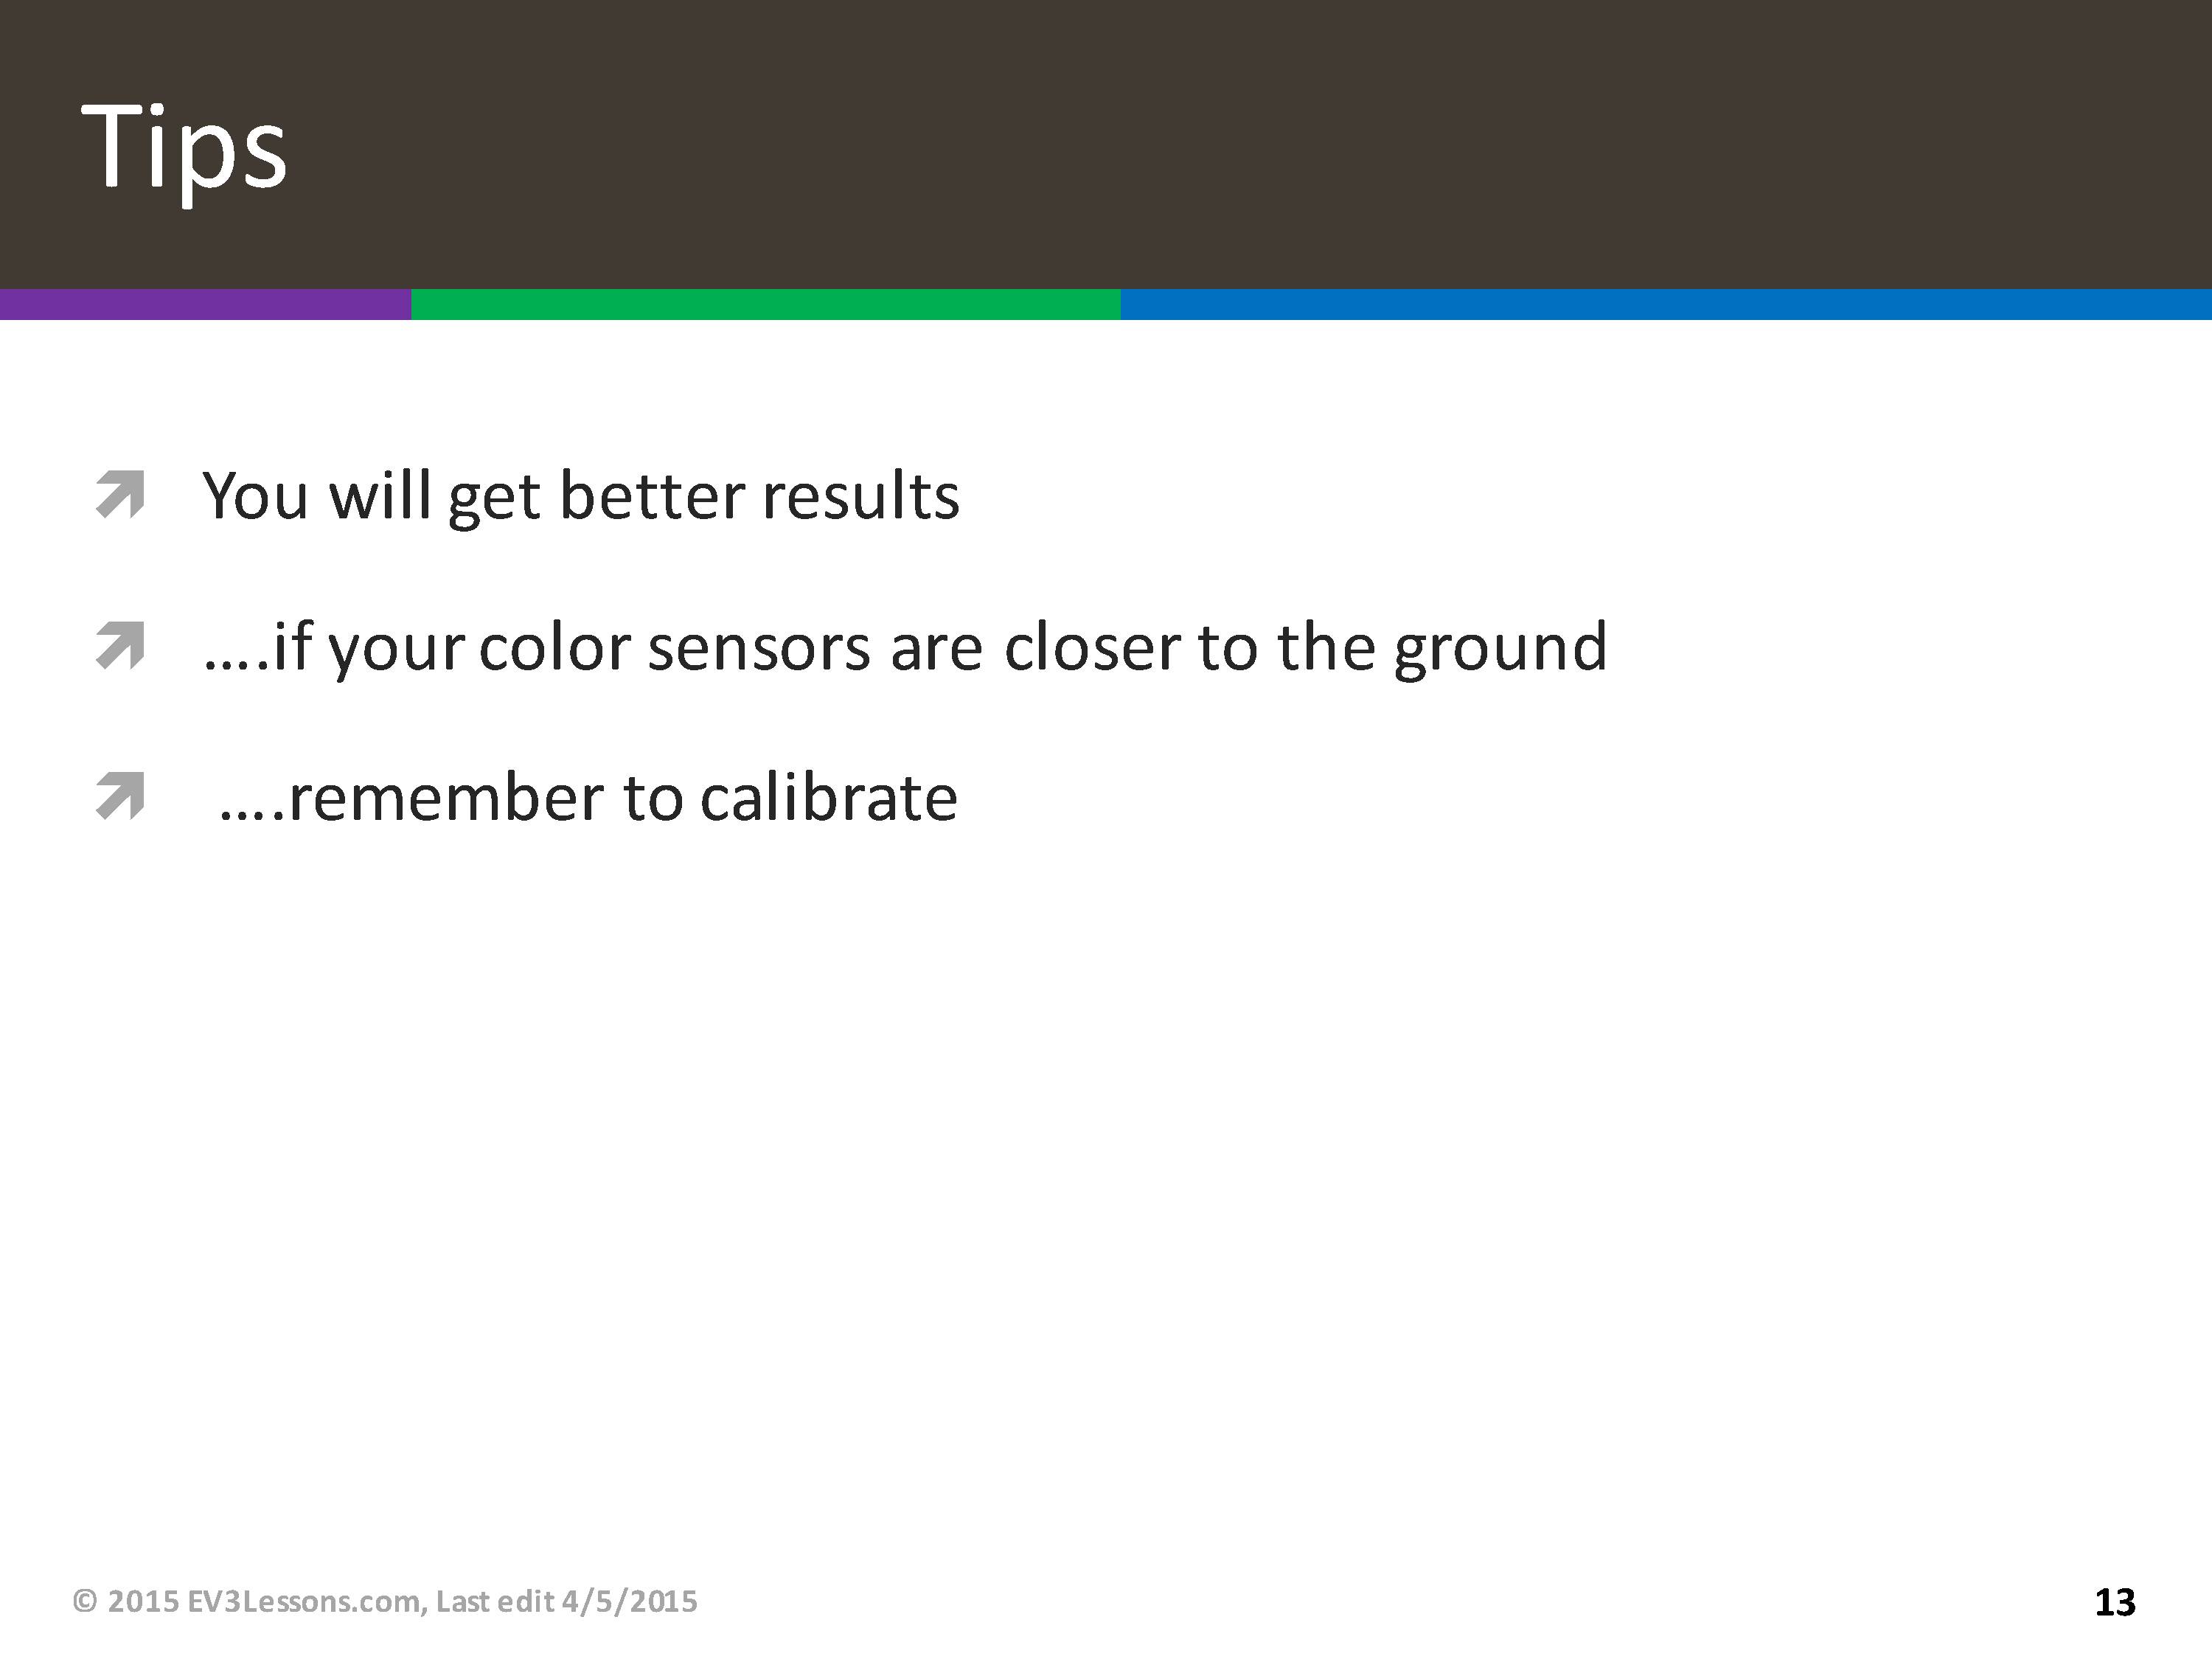 Tips
You will get better results
....if your color sensors are closer to the ground
....remember to calibrate
© 2015 EV3Lessons.com, Last edit 4/5/2015
13